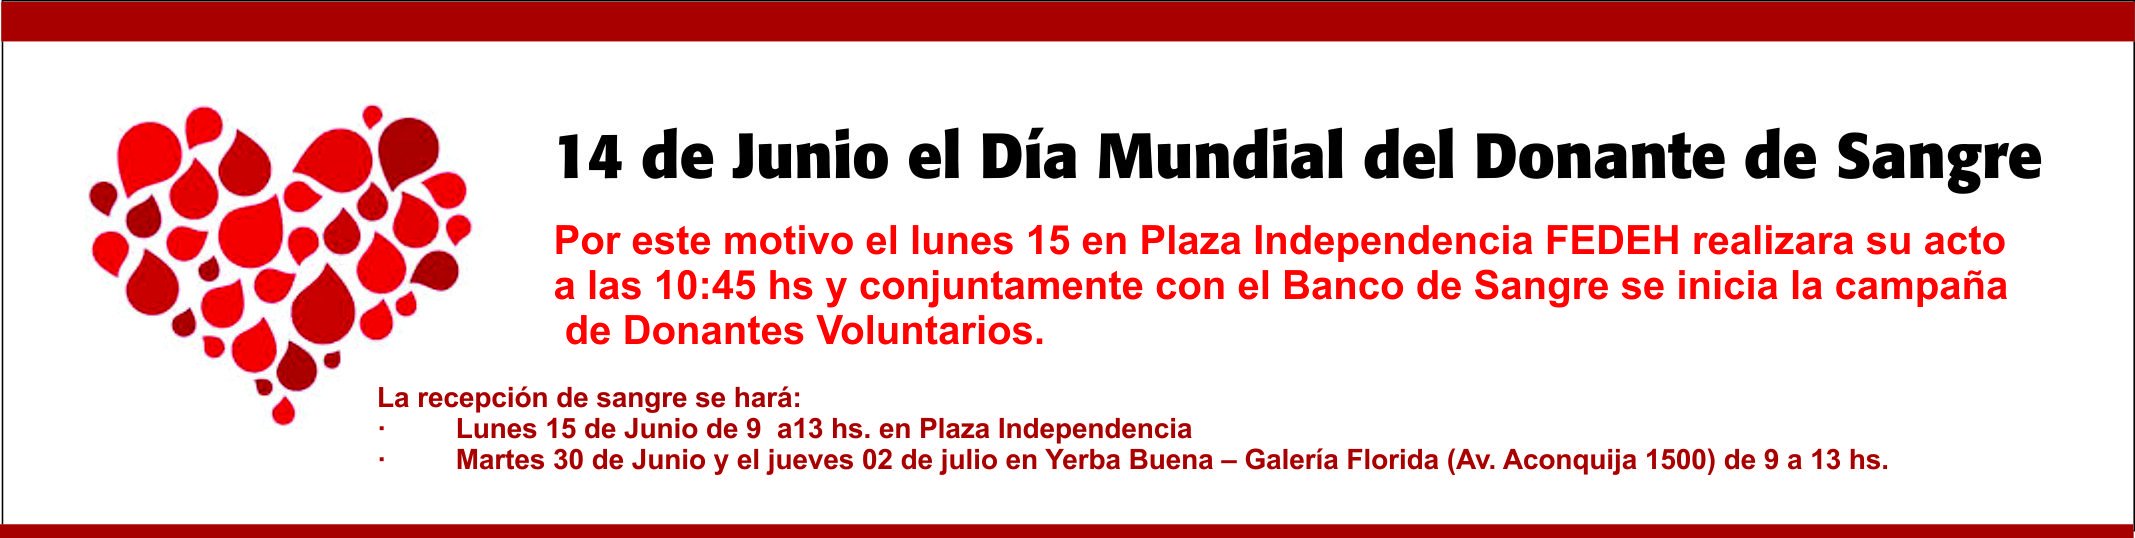 14 de Junio el Día Mundial del Donante de Sangre
Por este motivo el lunes 15 en Plaza Independencia FEDEH realizara su acto
a las 10:45 hs y conjuntamente con el Banco de Sangre se inicia la campaña
de Donantes Voluntarios.
La recepción de sangre se hará:
· Lunes 15 de Junio de 9 a13 hs. en Plaza Independencia
· Martes 30 de Junio y el jueves 02 de julio en Yerba Buena – Galería Florida (Av. Aconquija 1500) de 9 a 13 hs.